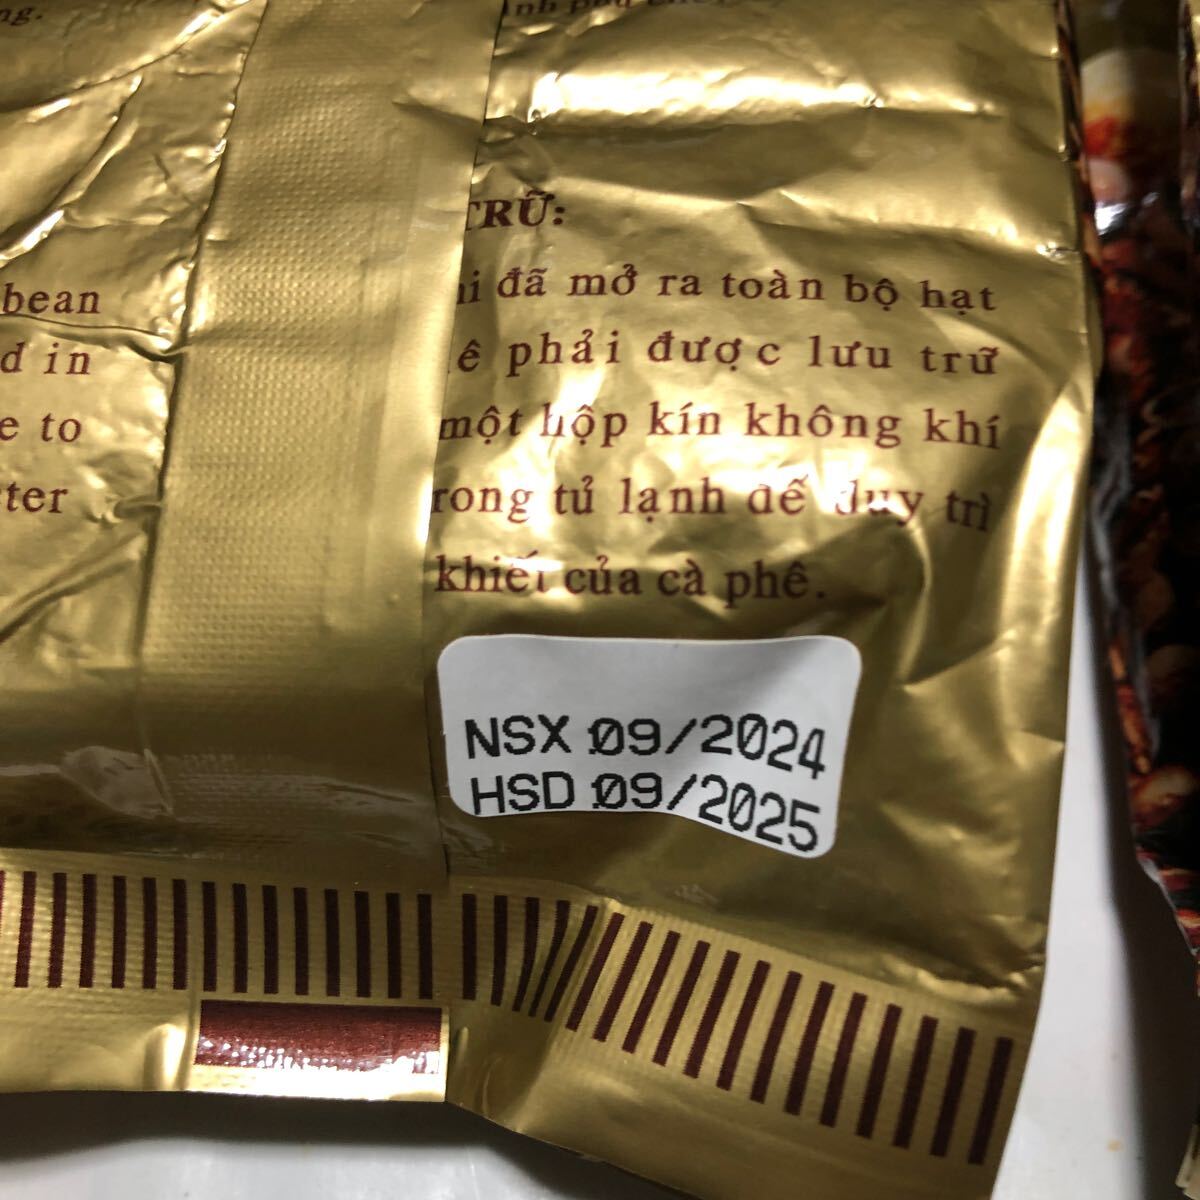 ng.
bean
d in
e to
ter
TRỮ:
đã mở ra toàn bộ hạt
ê phải được lưu trữ
một hộp kín không khí
rong tủ lạnh để duy trì
khiết của cà phê.
NSX 09/2024
HSD 09/2025